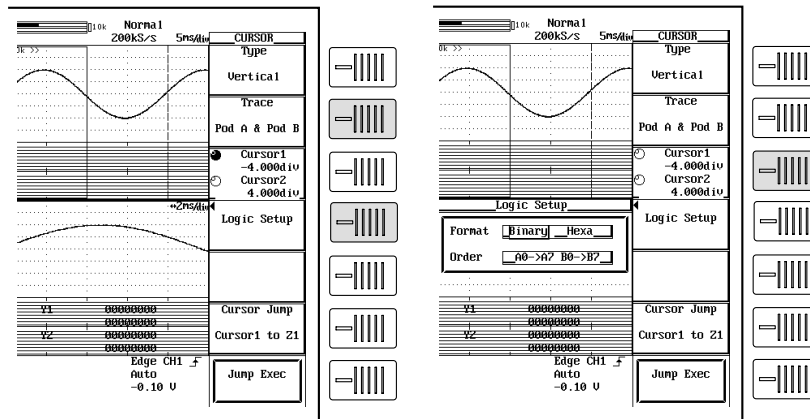 10k Normal
200kS/s 5ms/div
0k >>
CURSOR
Type
Vertical
Trace
Pod A & Pod B
Cursor1
-4.000div
Cursor2
4.000div
2ms/div
Logic Setup
Y1 00000000
00000000
Y2 00000000
00000000
Cursor Jump
Cursor1 to Z1
Edge CH1
Auto
-0.10 V
Jump Exec
10k Normal
200kS/s 5ms/div
0k >>
CURSOR
Type
Vertical
Trace
Pod A & Pod B
Cursor1
-4.000div
Cursor2
4.000div
Logic Setup
Format Binary Hexa
Order A0->A7 B0->B7
Logic Setup
Y1 00000000
00000000
Y2 00000000
00000000
Cursor Jump
Cursor1 to Z1
Edge CH1
Auto
-0.10 V
Jump Exec